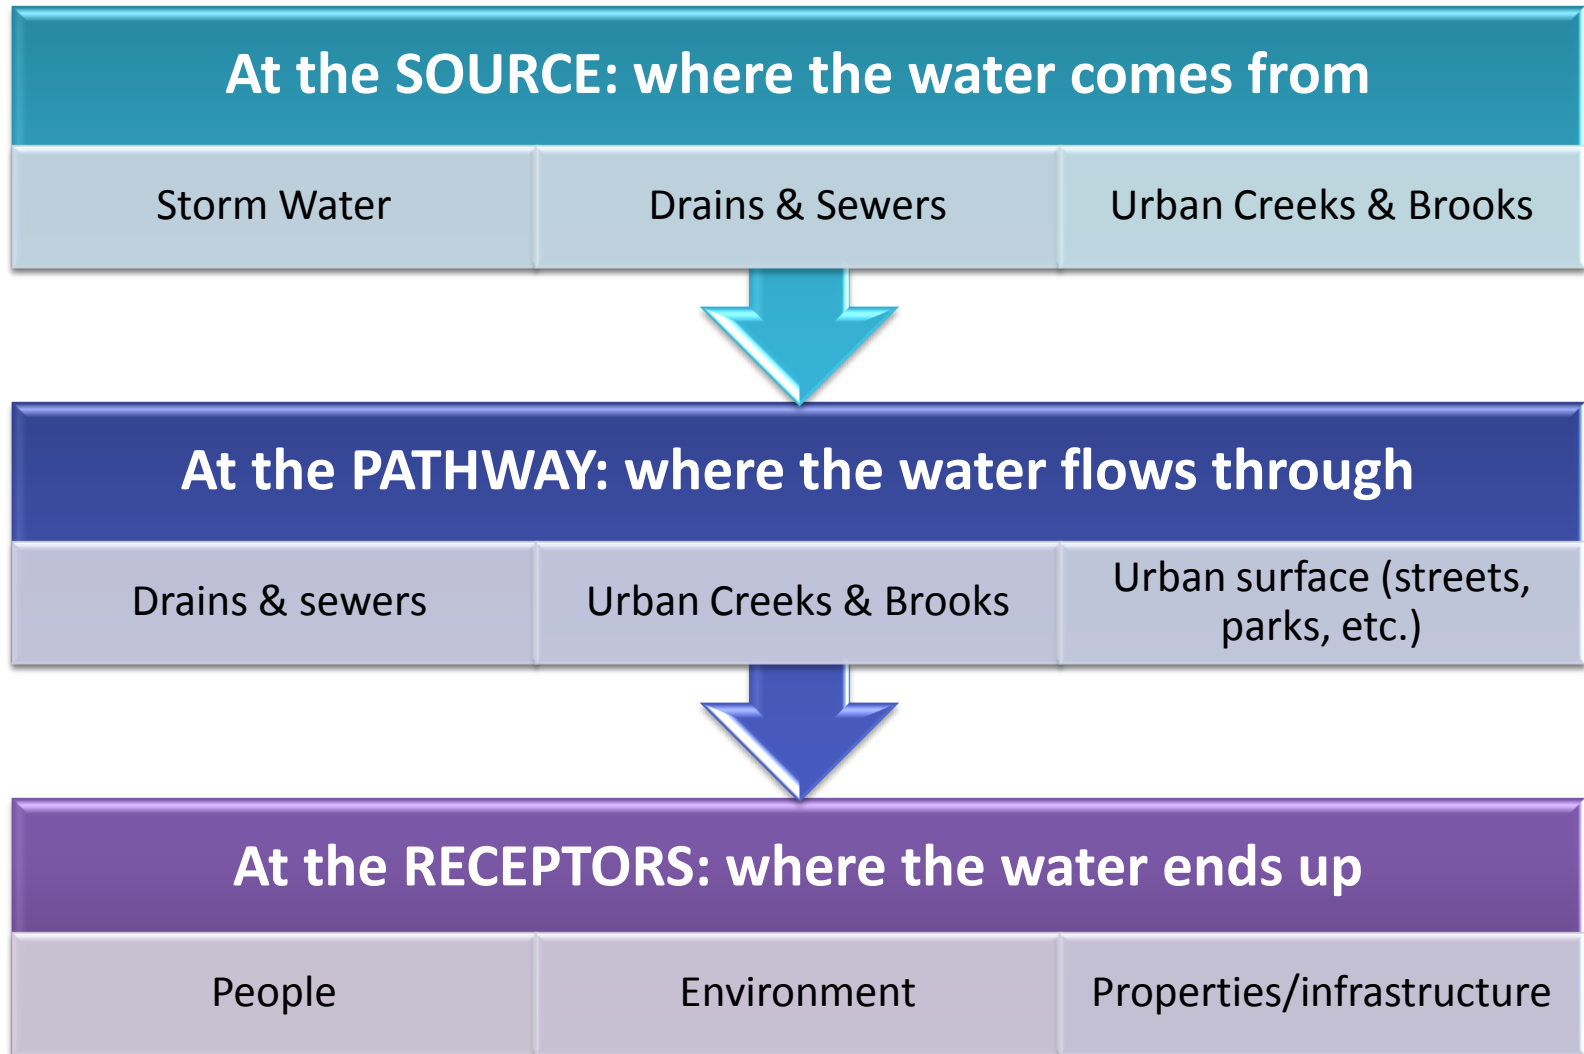 At the SOURCE: where the water comes from
Storm Water
Drains & Sewers
Urban Creeks & Brooks
At the PATHWAY: where the water flows through
Drains & sewers
Urban Creeks & Brooks
Urban surface (streets,
parks, etc.)
At the RECEPTORS: where the water ends up
People
Environment
Properties/infrastructure